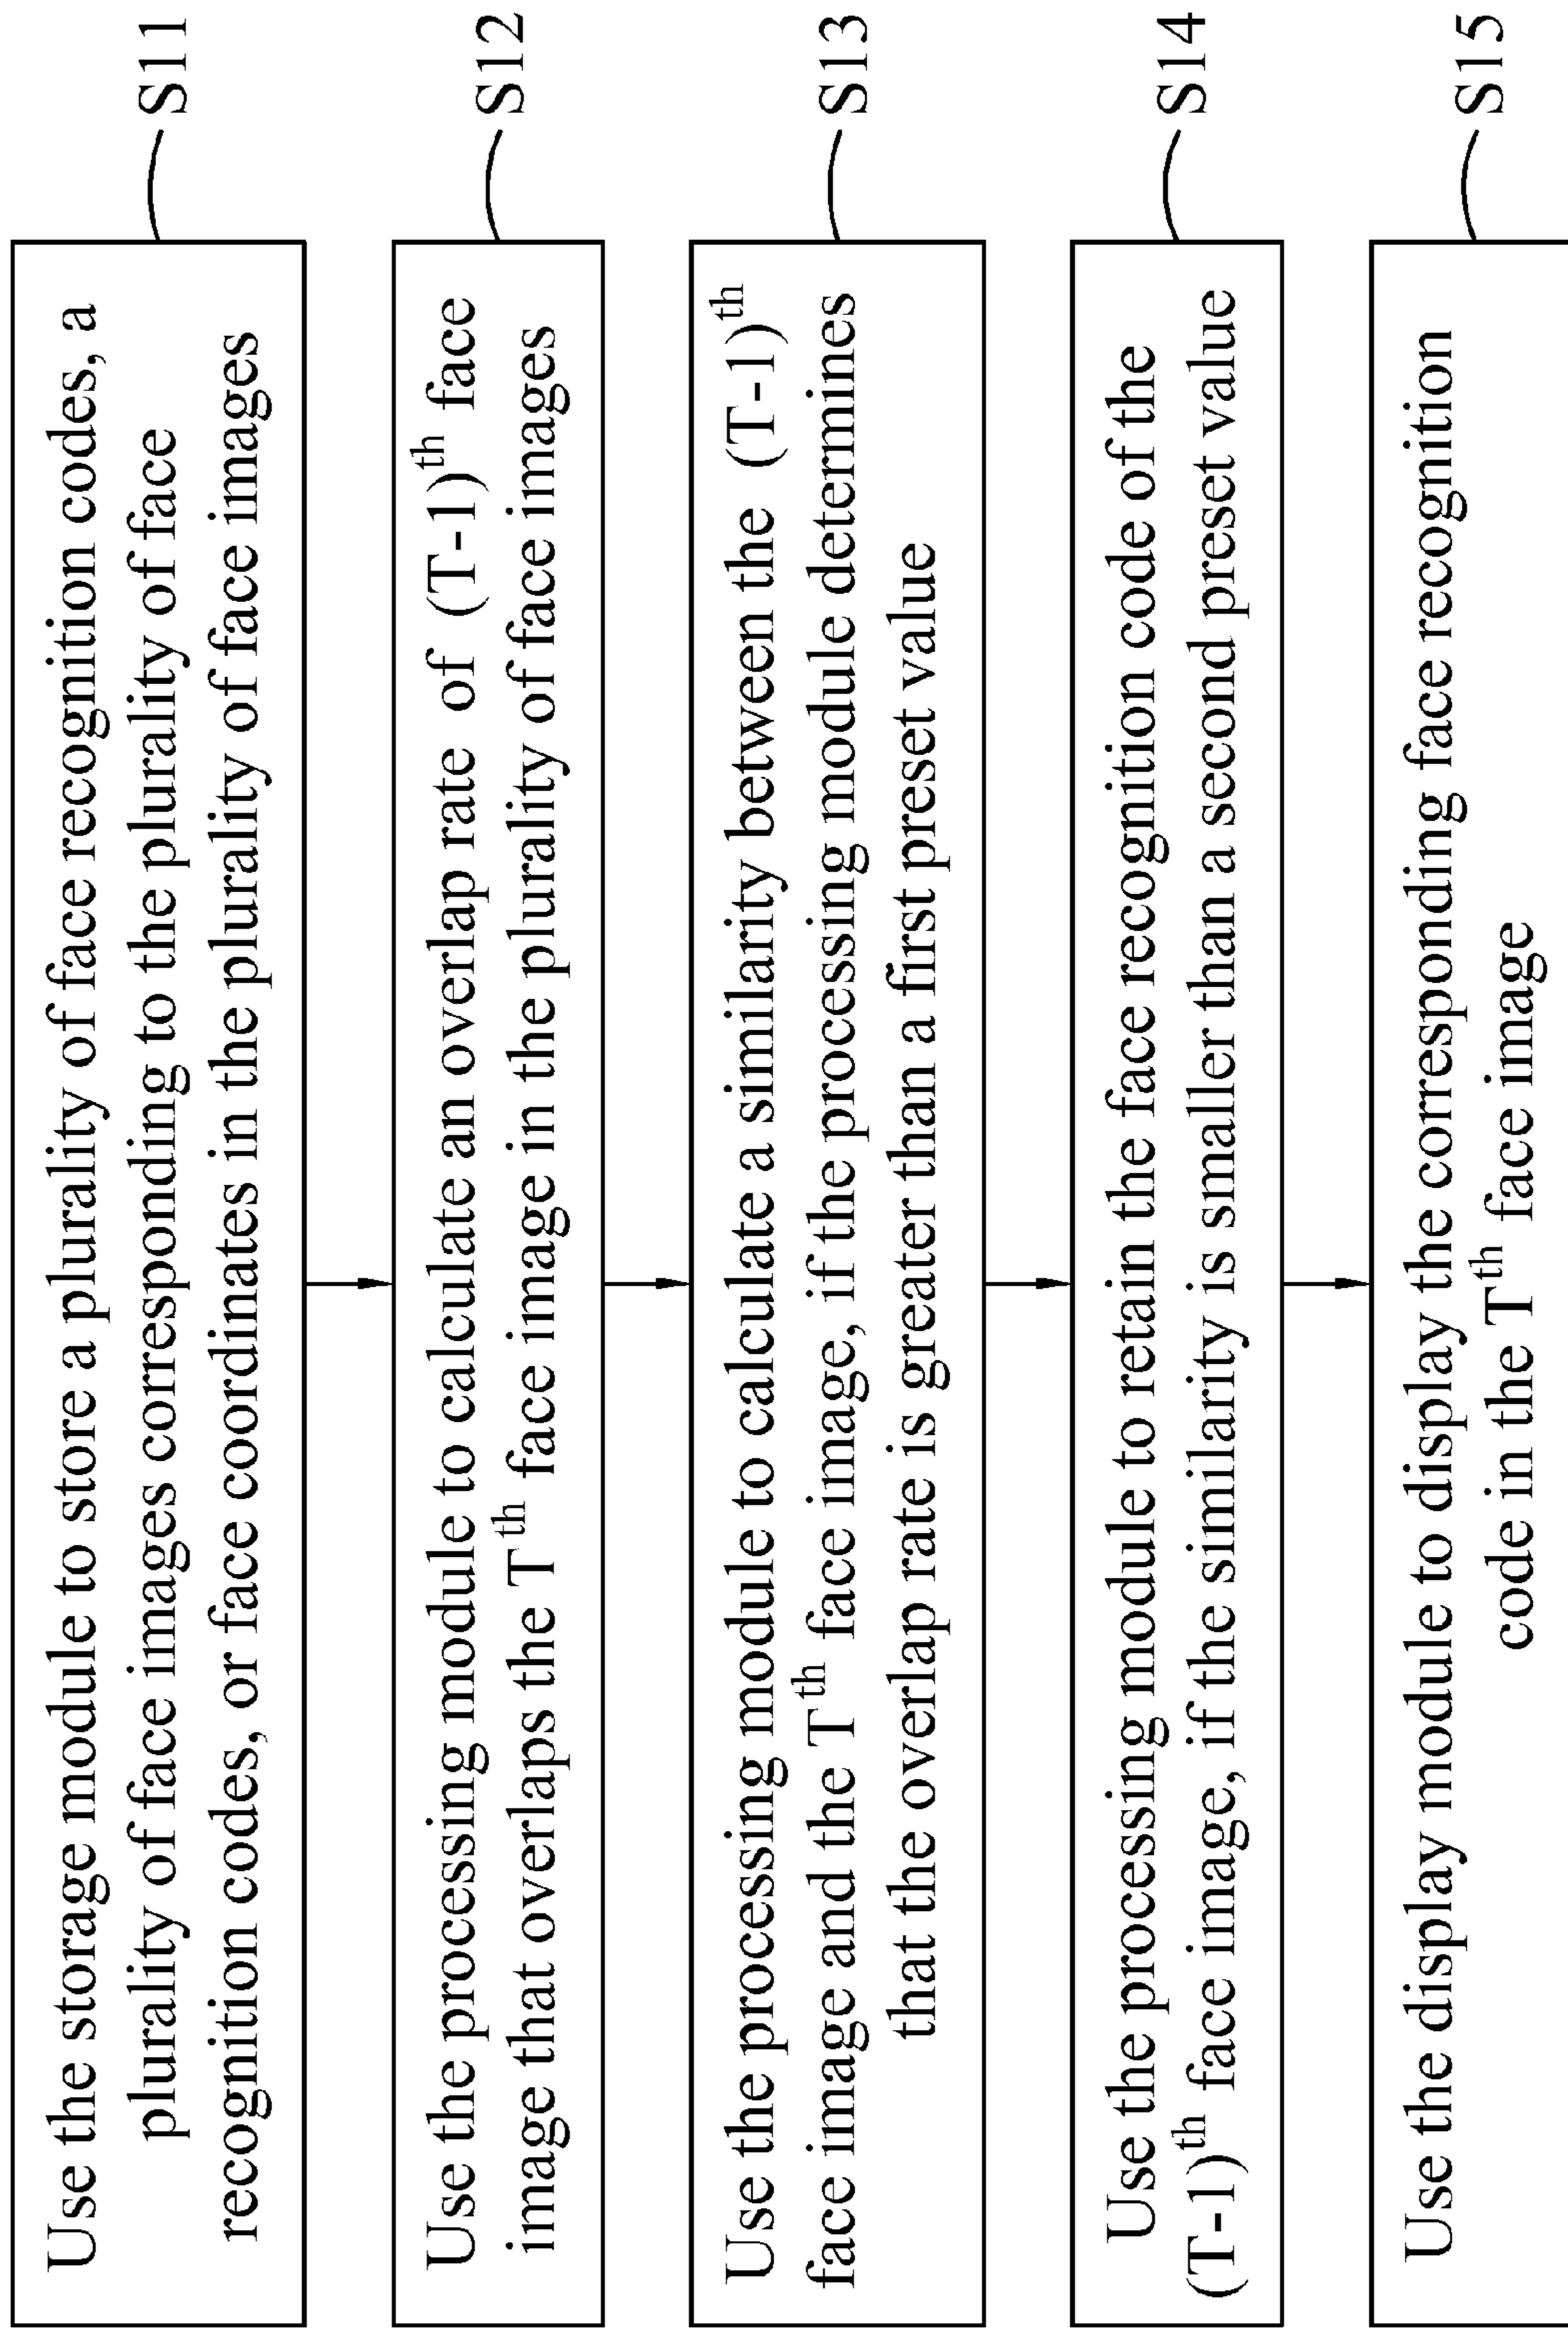 Use the storage module to store a plurality of face recognition codes, a
plurality of face images corresponding to the plurality of face
recognition codes, or face coordinates in the plurality of face images
S11
Use the processing module to calculate an overlap rate of (T-1)th face
image that overlaps the Tth face image in the plurality of face images
S12
Use the processing module to calculate a similarity between the (T-1)th
face image and the Tth face image, if the processing module determines
that the overlap rate is greater than a first preset value
S13
Use the processing module to retain the face recognition code of the
(T-1)th face image, if the similarity is smaller than a second preset value
S14
Use the display module to display the corresponding face recognition
code in the Tth face image
S15